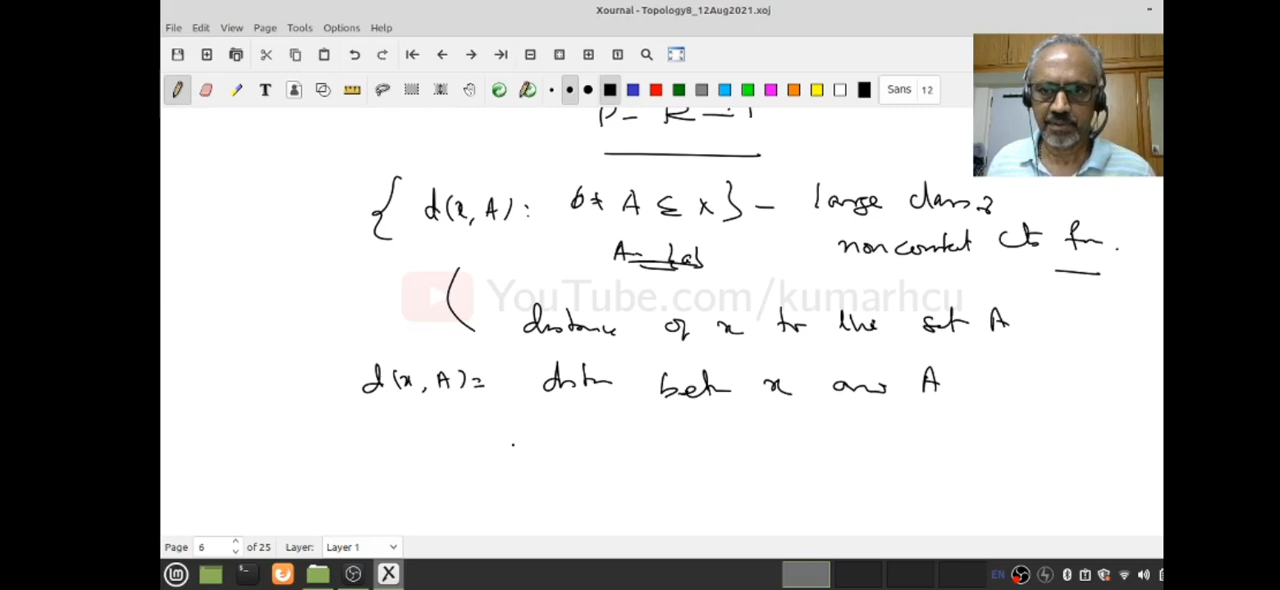 Xournal - Topology8_12Aug2021.xoj
File Edit View Page Tools Options Help
T Sans 12
{ d(x, A) : ϕ ≠ A ⊆ X } - large class of
nonconstant cts fn.
YouTube.com/kumarhcu
distance of x to the set A
d(x, A) = distn betn x and A
Page 6 of 25 Layer: Layer 1
EN